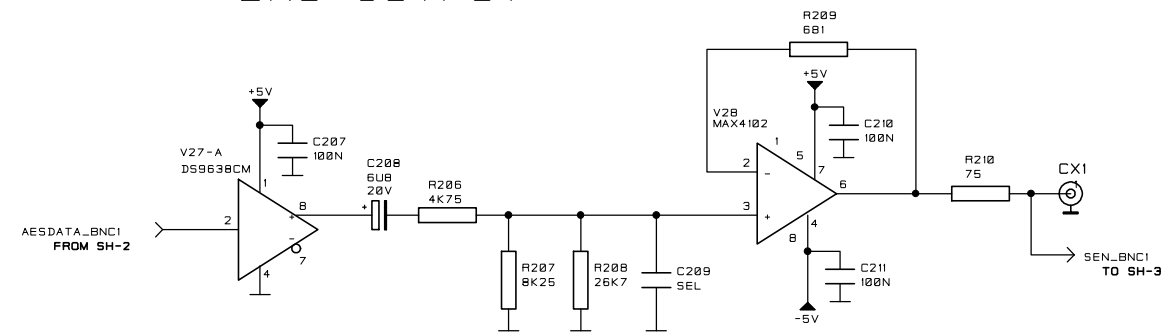 R209
681
+5V
+5V
V28
MAX4102
C210
100N
C207
100N
V27-A
DS9638CM
C208
6U8
20V
R206
4K75
R210
75
CX1
1
1
5
7
2
-
6
3
+
4
8
1
8
+
2
-
7
4
+
AESDATA_BNC1
FROM SH-2
R207
8K25
R208
26K7
C209
SEL
C211
100N
-5V
SEN_BNC1
TO SH-3